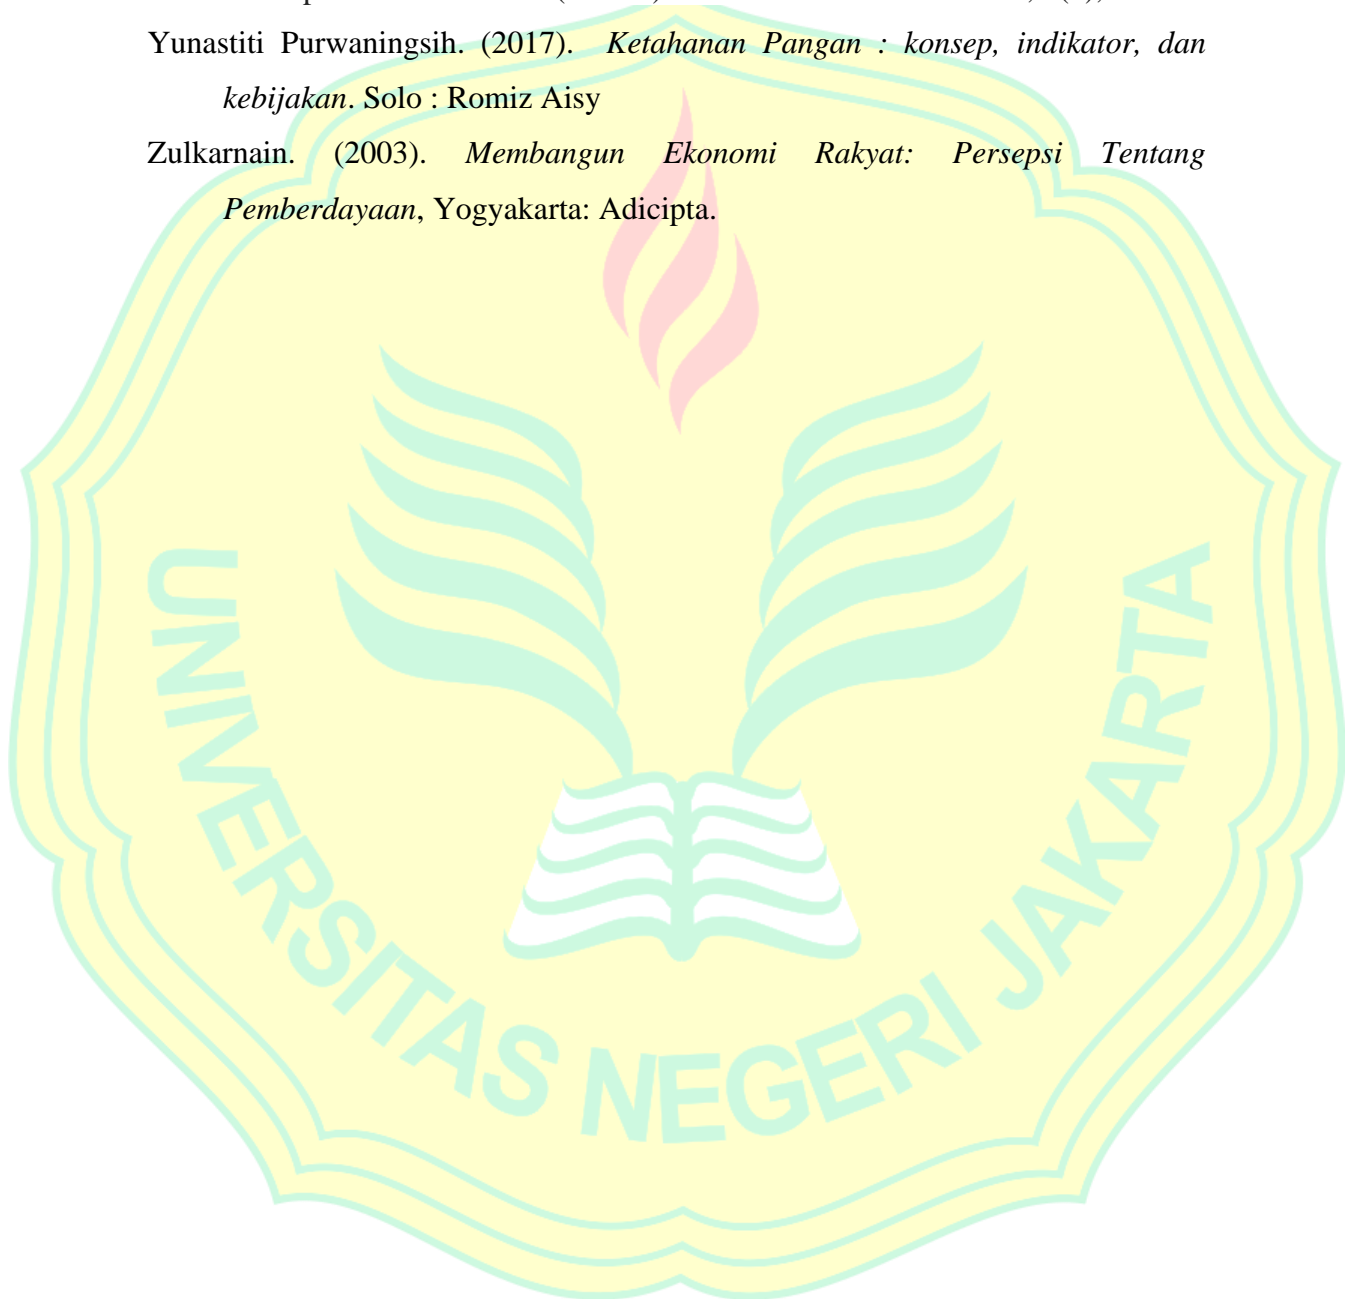 Yunastiti Purwaningsih. (2017). Ketahanan Pangan : konsep, indikator, dan
kebijakan. Solo : Romiz Aisy
Zulkarnain. (2003). Membangun Ekonomi Rakyat: Persepsi Tentang
Pemberdayaan, Yogyakarta: Adicipta.
UNIVERSITAS NEGERI JAKARTA